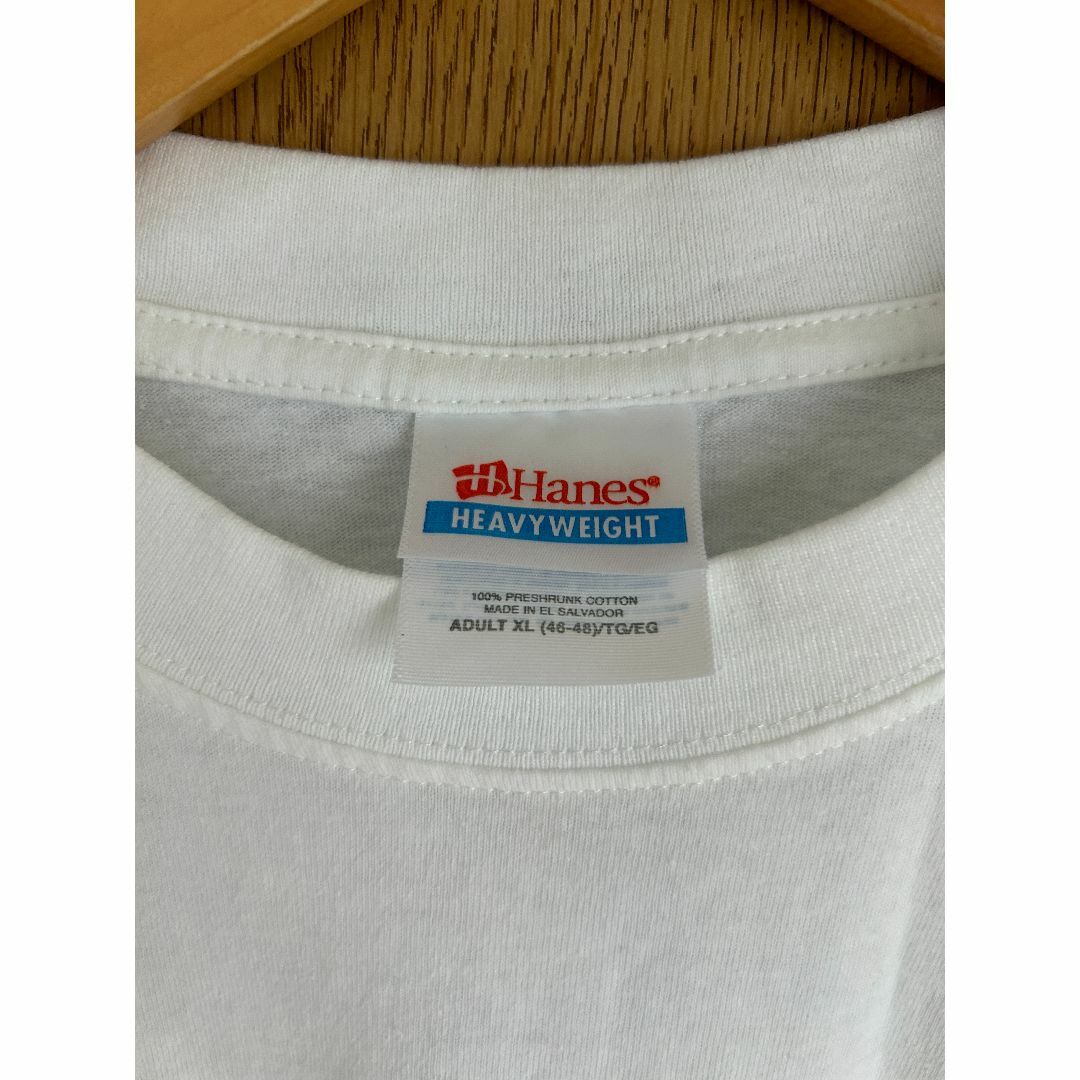 Hanes®
HEAVYWEIGHT
100% PRESHRUNK COTTON
MADE IN EL SALVADOR
ADULT XL (46-48)/TG/EG